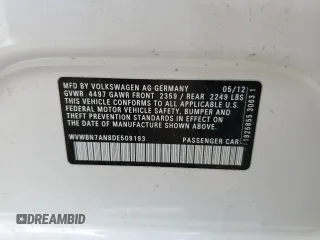 MFD. BY VOLKSWAGEN AG GERMANY 05/12
GVWR 4497 GAWR FRONT 2359 / REAR 2249 LBS
THIS VEHICLE CONFORMS TO ALL APPLICABLE
FEDERAL MOTOR VEHICLE SAFETY, BUMPER, AND
THEFT PREVENTION STANDARDS IN EFFECT ON THE
DATE OF MANUFACTURE SHOWN ABOVE.
WVWBN7AN8DE509193 PASSENGER CAR
AUTOBIDMASTER